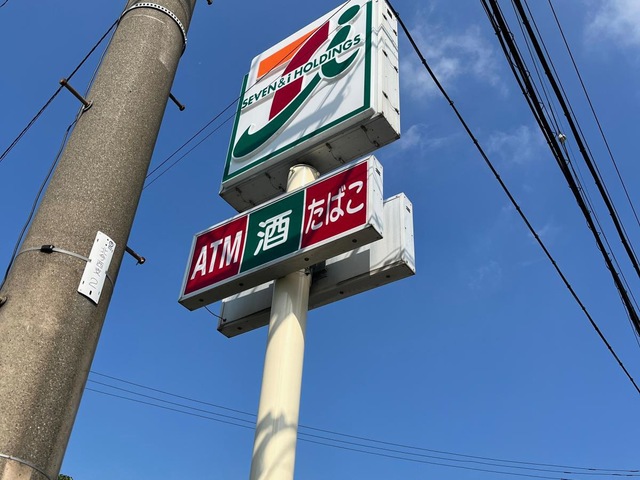 SEVEN&i HOLDINGS
ATM 酒 たばこ